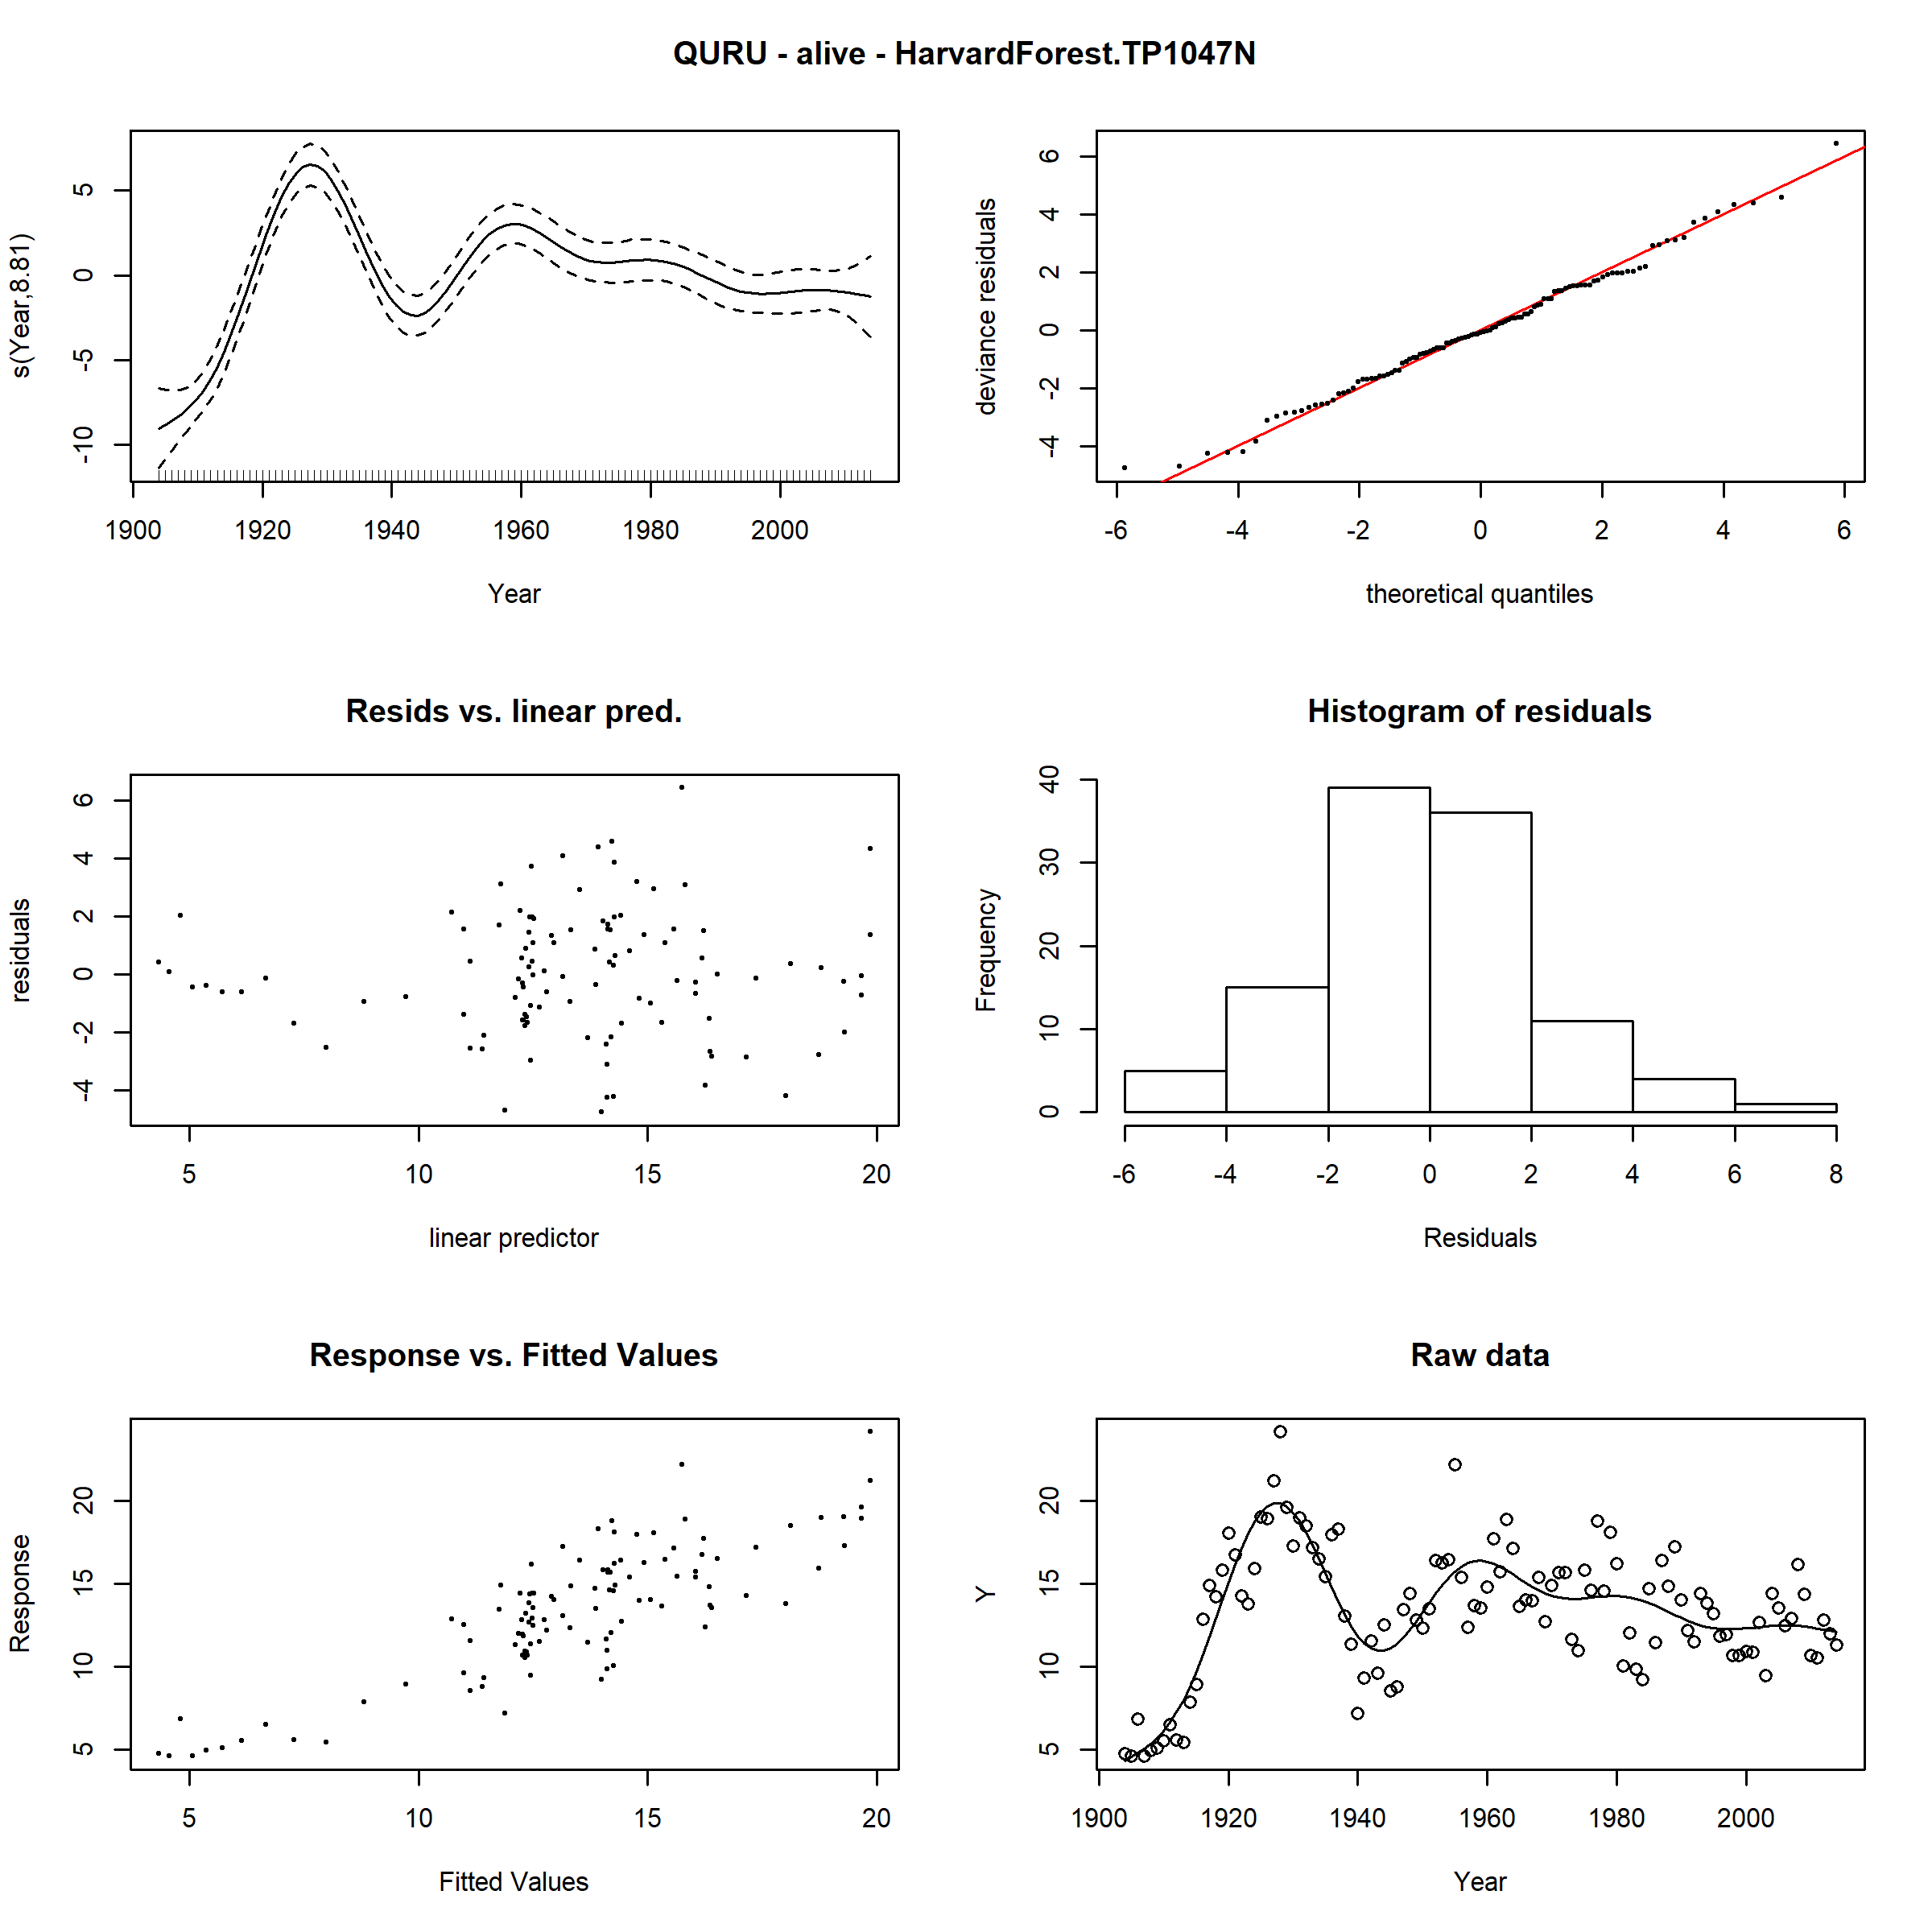 QURU - alive - HarvardForest.TP1047N
s(Year,8.81)
5
0
-5
-10
1900 1920 1940 1960 1980 2000
Year
deviance residuals
6
4
2
0
-2
-4
-6 -4 -2 0 2 4 6
theoretical quantiles
Resids vs. linear pred.
residuals
6
4
2
0
-2
-4
5 10 15 20
linear predictor
Histogram of residuals
Frequency
40
30
20
10
0
-6 -4 -2 0 2 4 6 8
Residuals
Response vs. Fitted Values
Response
20
15
10
5
5 10 15 20
Fitted Values
Raw data
Y
20
15
10
5
1900 1920 1940 1960 1980 2000
Year